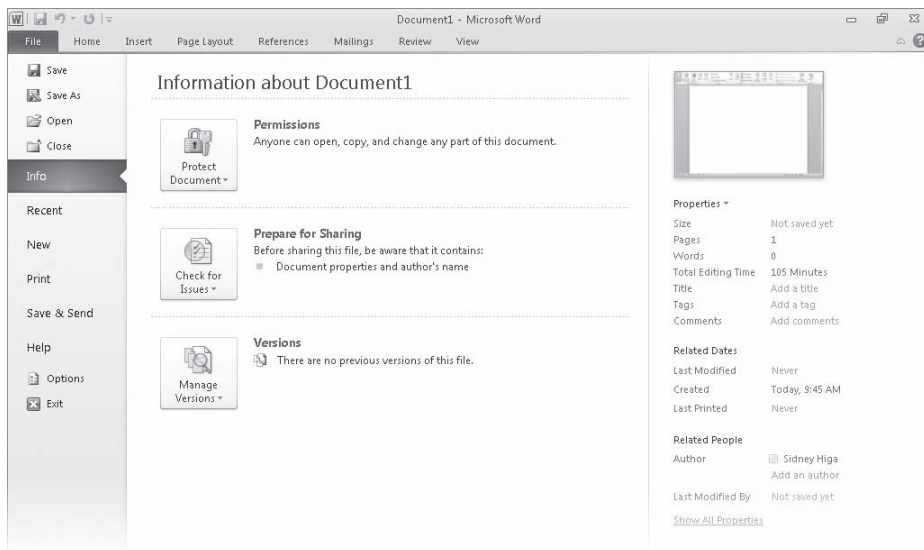 Document1 - Microsoft Word
File Home Insert Page Layout References Mailings Review View
Save
Save As
Open
Close
Info
Recent
New
Print
Save & Send
Help
Options
Exit
Information about Document1
Protect
Document
Permissions
Anyone can open, copy, and change any part of this document.
Check for
Issues
Prepare for Sharing
Before sharing this file, be aware that it contains:
Document properties and author's name
Manage
Versions
Versions
There are no previous versions of this file.
Properties
Size Not saved yet
Pages 1
Words 0
Total Editing Time 105 Minutes
Title Add a title
Tags Add a tag
Comments Add comments
Related Dates
Last Modified Never
Created Today, 9:45 AM
Last Printed Never
Related People
Author Sidney Higa
Add an author
Last Modified By Not saved yet
Show All Properties